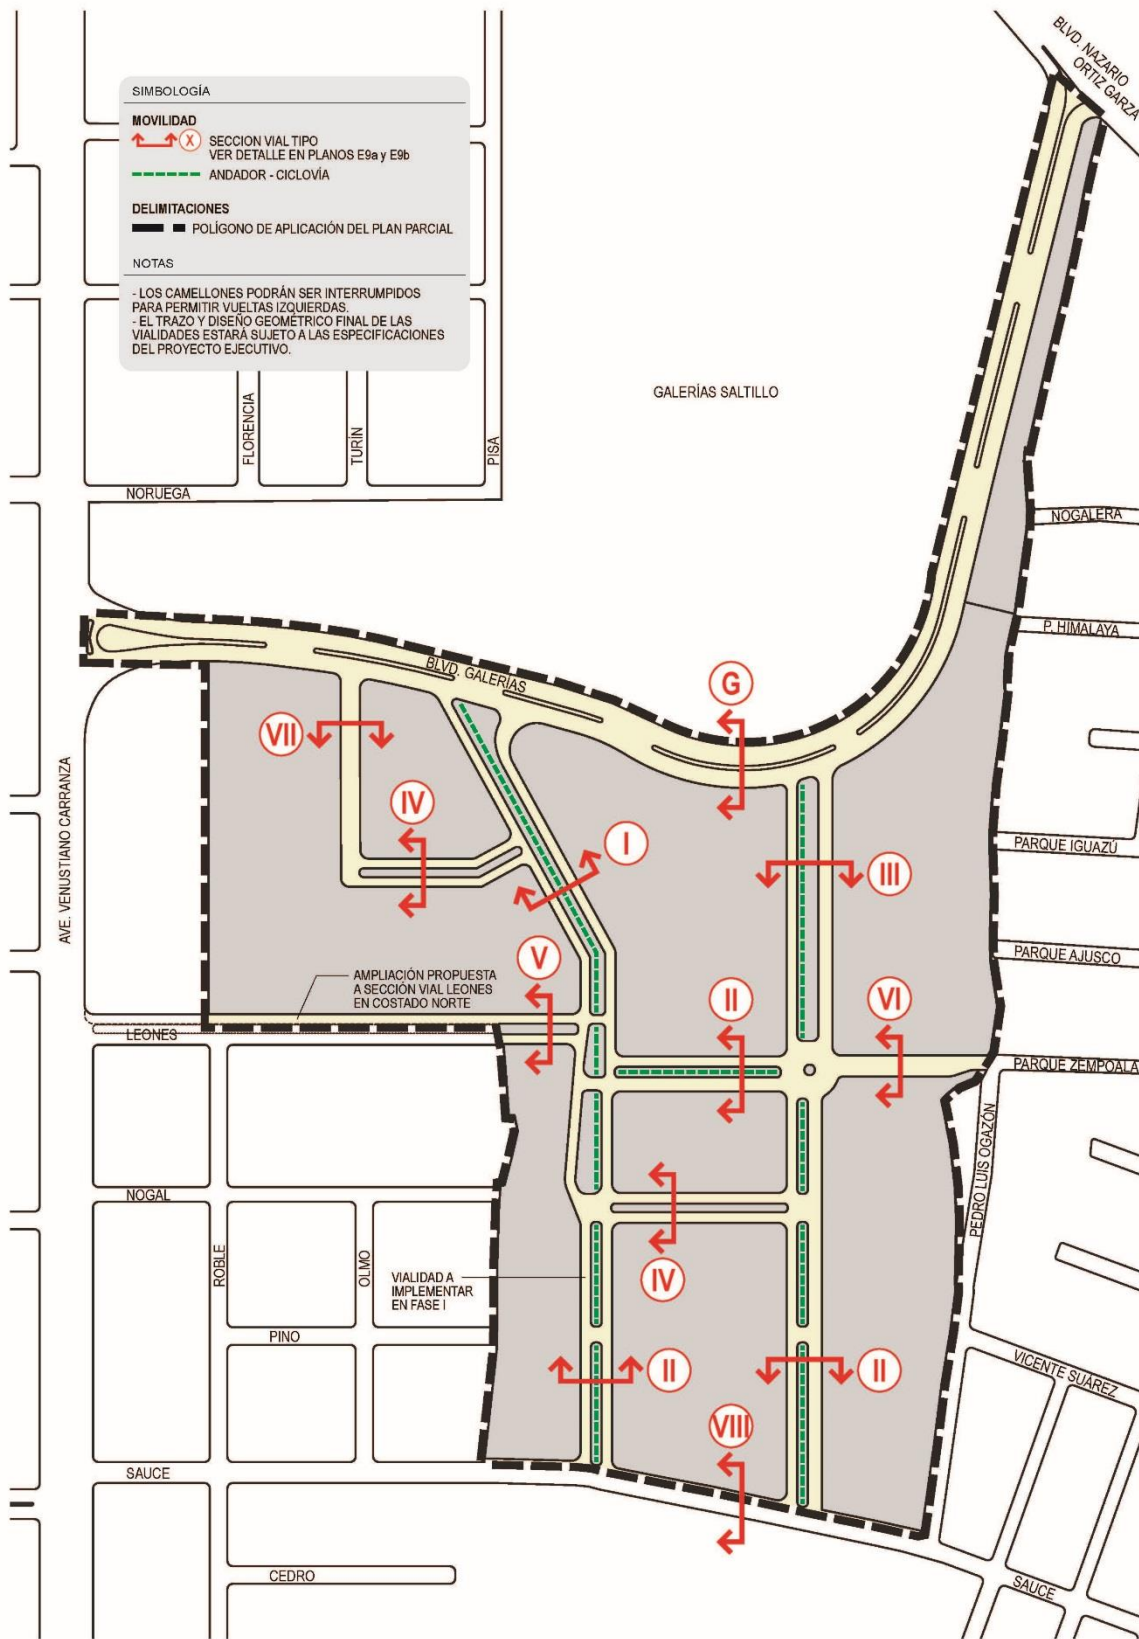 BLVD. NAZARIO
ORTIZ GARZA
SIMBOLOGÍA
MOVILIDAD
X
SECCION VIAL TIPO
VER DETALLE EN PLANOS E9a y E9b
ANDADOR - CICLOVÍA
DELIMITACIONES
POLÍGONO DE APLICACIÓN DEL PLAN PARCIAL
NOTAS
- LOS CAMELLONES PODRÁN SER INTERRUMPIDOS
PARA PERMITIR VUELTAS IZQUIERDAS.
- EL TRAZO Y DISEÑO GEOMÉTRICO FINAL DE LAS
VIALIDADES ESTARÁ SUJETO A LAS ESPECIFICACIONES
DEL PROYECTO EJECUTIVO.
GALERÍAS SALTILLO
FLORENCIA
TURÍN
PISA
NORUEGA
NOGALERA
P. HIMALAYA
BLVD. GALERÍAS
G
VII
IV
I
III
AVE. VENUSTIANO CARRANZA
PARQUE IGUAZÚ
PARQUE AJUSCO
V
AMPLIACIÓN PROPUESTA
A SECCIÓN VIAL LEONES
EN COSTADO NORTE
II
VI
LEONES
PARQUE ZEMPOALA
PEDRO LUIS OGAZÓN
NOGAL
ROBLE
OLMO
VIALIDAD A
IMPLEMENTAR
EN FASE I
IV
PINO
II
II
VICENTE SUÁREZ
VIII
SAUCE
CEDRO
SAUCE